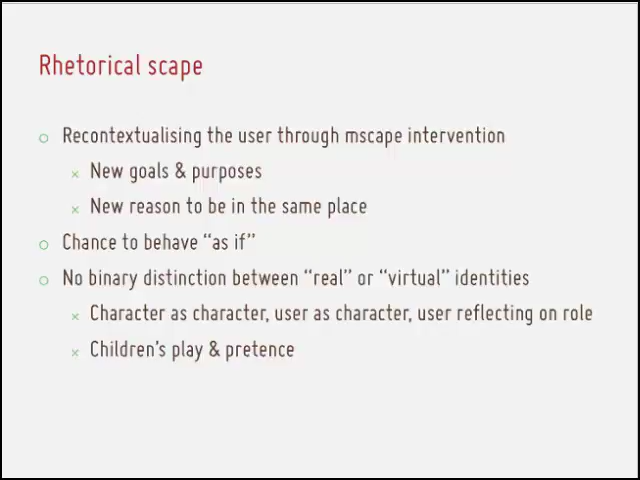 Rhetorical scape
Recontextualising the user through mscape intervention
New goals & purposes
New reason to be in the same place
Chance to behave “as if”
No binary distinction between “real” or “virtual” identities
Character as character, user as character, user reflecting on role
Children’s play & pretence